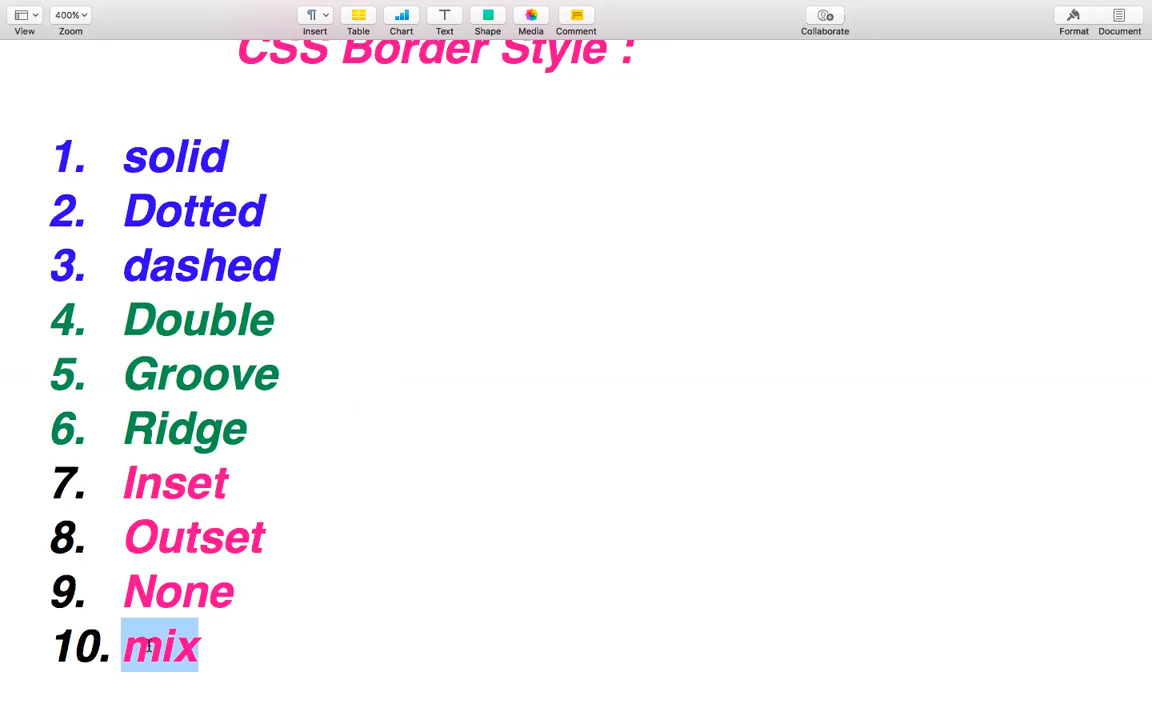 400%
View
Zoom
Insert
Table
Chart
Text
Shape
Media
Comment
Collaborate
Format
Document
CSS Border Style :
1. solid
2. Dotted
3. dashed
4. Double
5. Groove
6. Ridge
7. Inset
8. Outset
9. None
10. mix